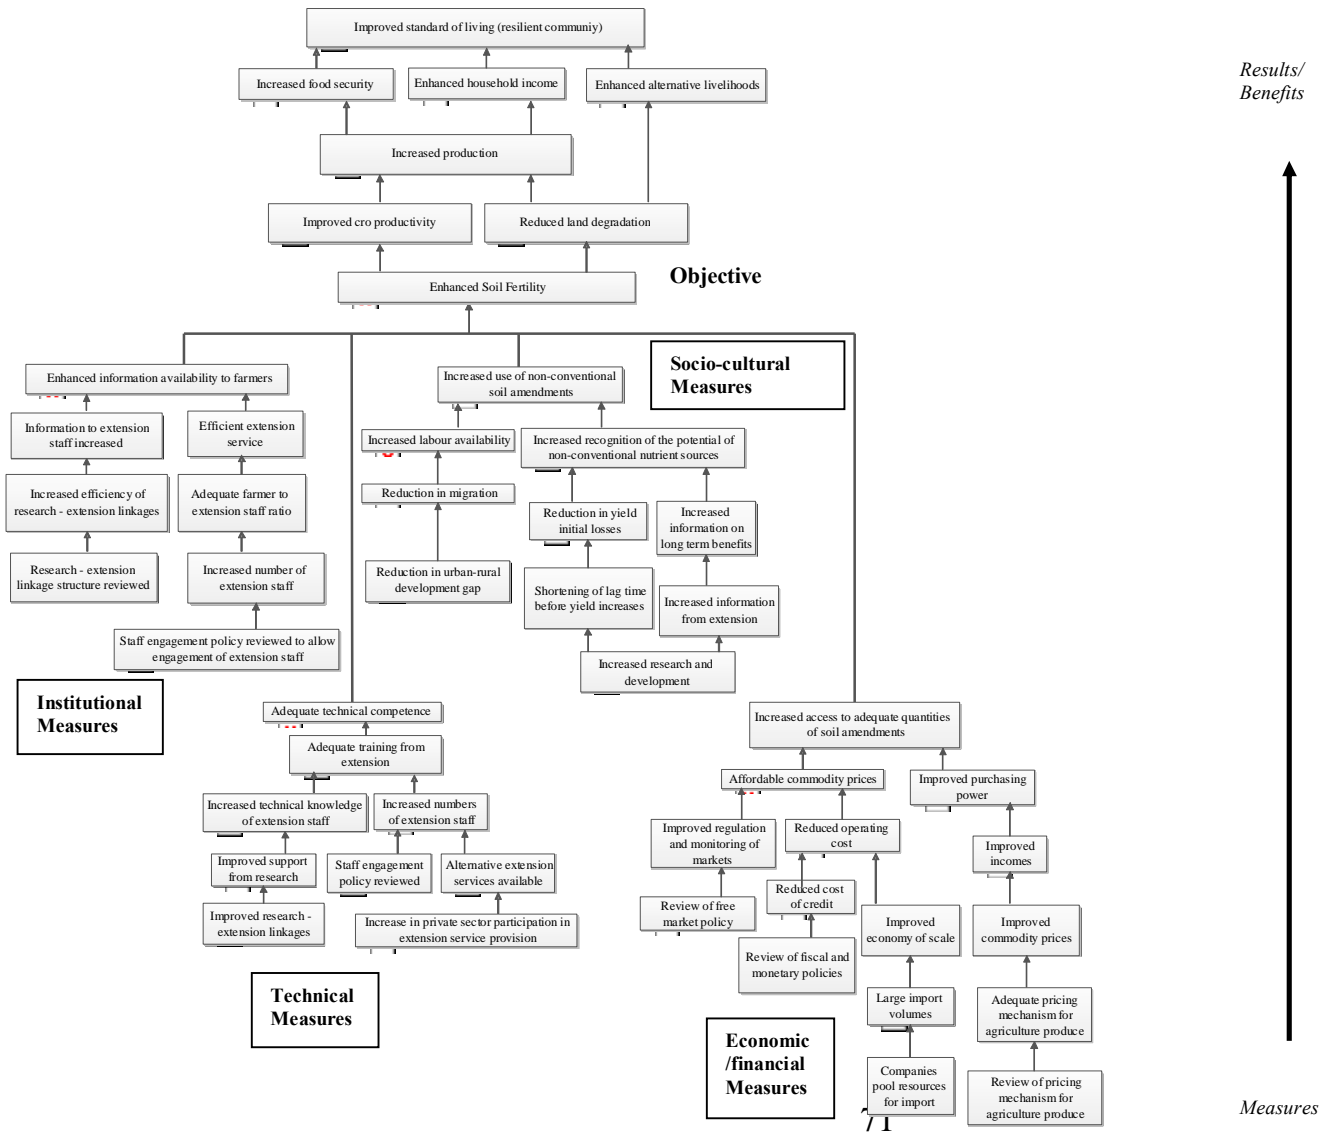 Improved standard of living (resilient communiy)
Results/
Benefits
Increased food security
Enhanced household income
Enhanced alternative livelihoods
Increased production
Improved cro productivity
Reduced land degradation
Enhanced Soil Fertility
Objective
Socio-cultural
Measures
Enhanced information availability to farmers
Information to extension
staff increased
Efficient extension
service
Increased efficiency of
research - extension linkages
Adequate farmer to
extension staff ratio
Research - extension
linkage structure reviewed
Increased number of
extension staff
Staff engagement policy reviewed to allow
engagement of extension staff
Institutional
Measures
Increased use of non-conventional
soil amendments
Increased labour availability
Increased recognition of the potential of
non-conventional nutrient sources
Reduction in migration
Reduction in yield
initial losses
Increased
information on
long term benefits
Reduction in urban-rural
development gap
Shortening of lag time
before yield increases
Increased information
from extension
Increased research and
development
Adequate technical competence
Adequate training from
extension
Increased technical knowledge
of extension staff
Increased numbers
of extension staff
Improved support
from research
Staff engagement
policy reviewed
Alternative extension
services available
Improved research -
extension linkages
Increase in private sector participation in
extension service provision
Technical
Measures
Increased access to adequate quantities
of soil amendments
Affordable commodity prices
Improved purchasing
power
Improved regulation
and monitoring of
markets
Reduced operating
cost
Improved
incomes
Review of free
market policy
Reduced cost
of credit
Improved
economy of scale
Improved
commodity prices
Review of fiscal and
monetary policies
Large import
volumes
Adequate pricing
mechanism for
agriculture produce
Economic
/financial
Measures
Companies
pool resources
for import
Review of pricing
mechanism for
agriculture produce
71
Measures